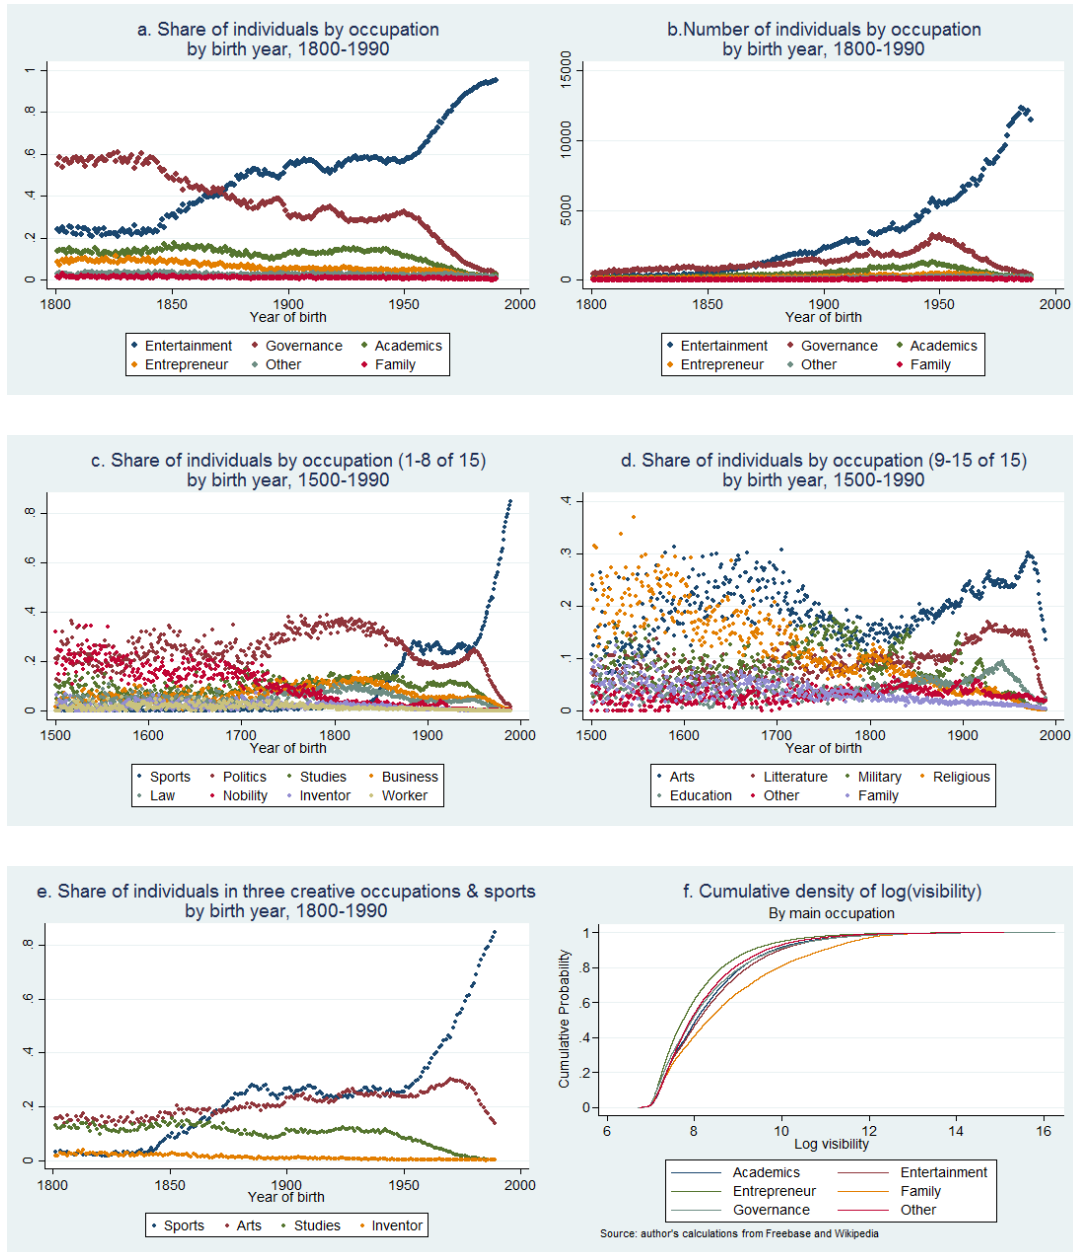 a. Share of individuals by occupation
by birth year, 1800-1990
1
.8
.6
.4
.2
0
1800 1850 1900 1950 2000
Year of birth
Entertainment Governance Academics
Entrepreneur Other Family
b.Number of individuals by occupation
by birth year, 1800-1990
15000
10000
5000
0
1800 1850 1900 1950 2000
Year of birth
Entertainment Governance Academics
Entrepreneur Other Family
c. Share of individuals by occupation (1-8 of 15)
by birth year, 1500-1990
.8
.6
.4
.2
0
1500 1600 1700 1800 1900 2000
Year of birth
Sports Politics Studies Business
Law Nobility Inventor Worker
d. Share of individuals by occupation (9-15 of 15)
by birth year, 1500-1990
.4
.3
.2
.1
0
1500 1600 1700 1800 1900 2000
Year of birth
Arts Litterature Military Religious
Education Other Family
e. Share of individuals in three creative occupations & sports
by birth year, 1800-1990
.8
.6
.4
.2
0
1800 1850 1900 1950 2000
Year of birth
Sports Arts Studies Inventor
f. Cumulative density of log(visibility)
By main occupation
Cumulative Probability
1
.8
.6
.4
.2
0
6 8 10 12 14 16
Log visibility
Academics Entertainment
Entrepreneur Family
Governance Other
Source: author's calculations from Freebase and Wikipedia